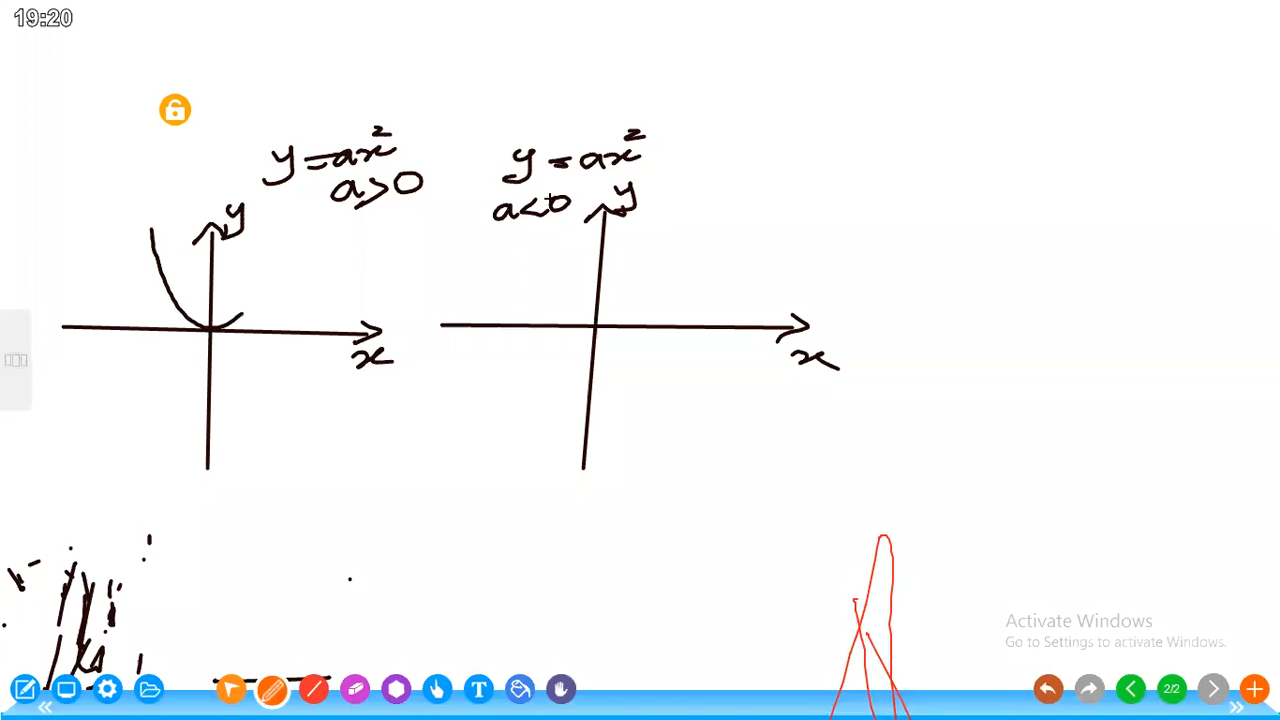 19:20
y = ax²
a > 0
y
x
y = ax²
a < 0
y
x
Activate Windows
Go to Settings to activate Windows.
T
2/2